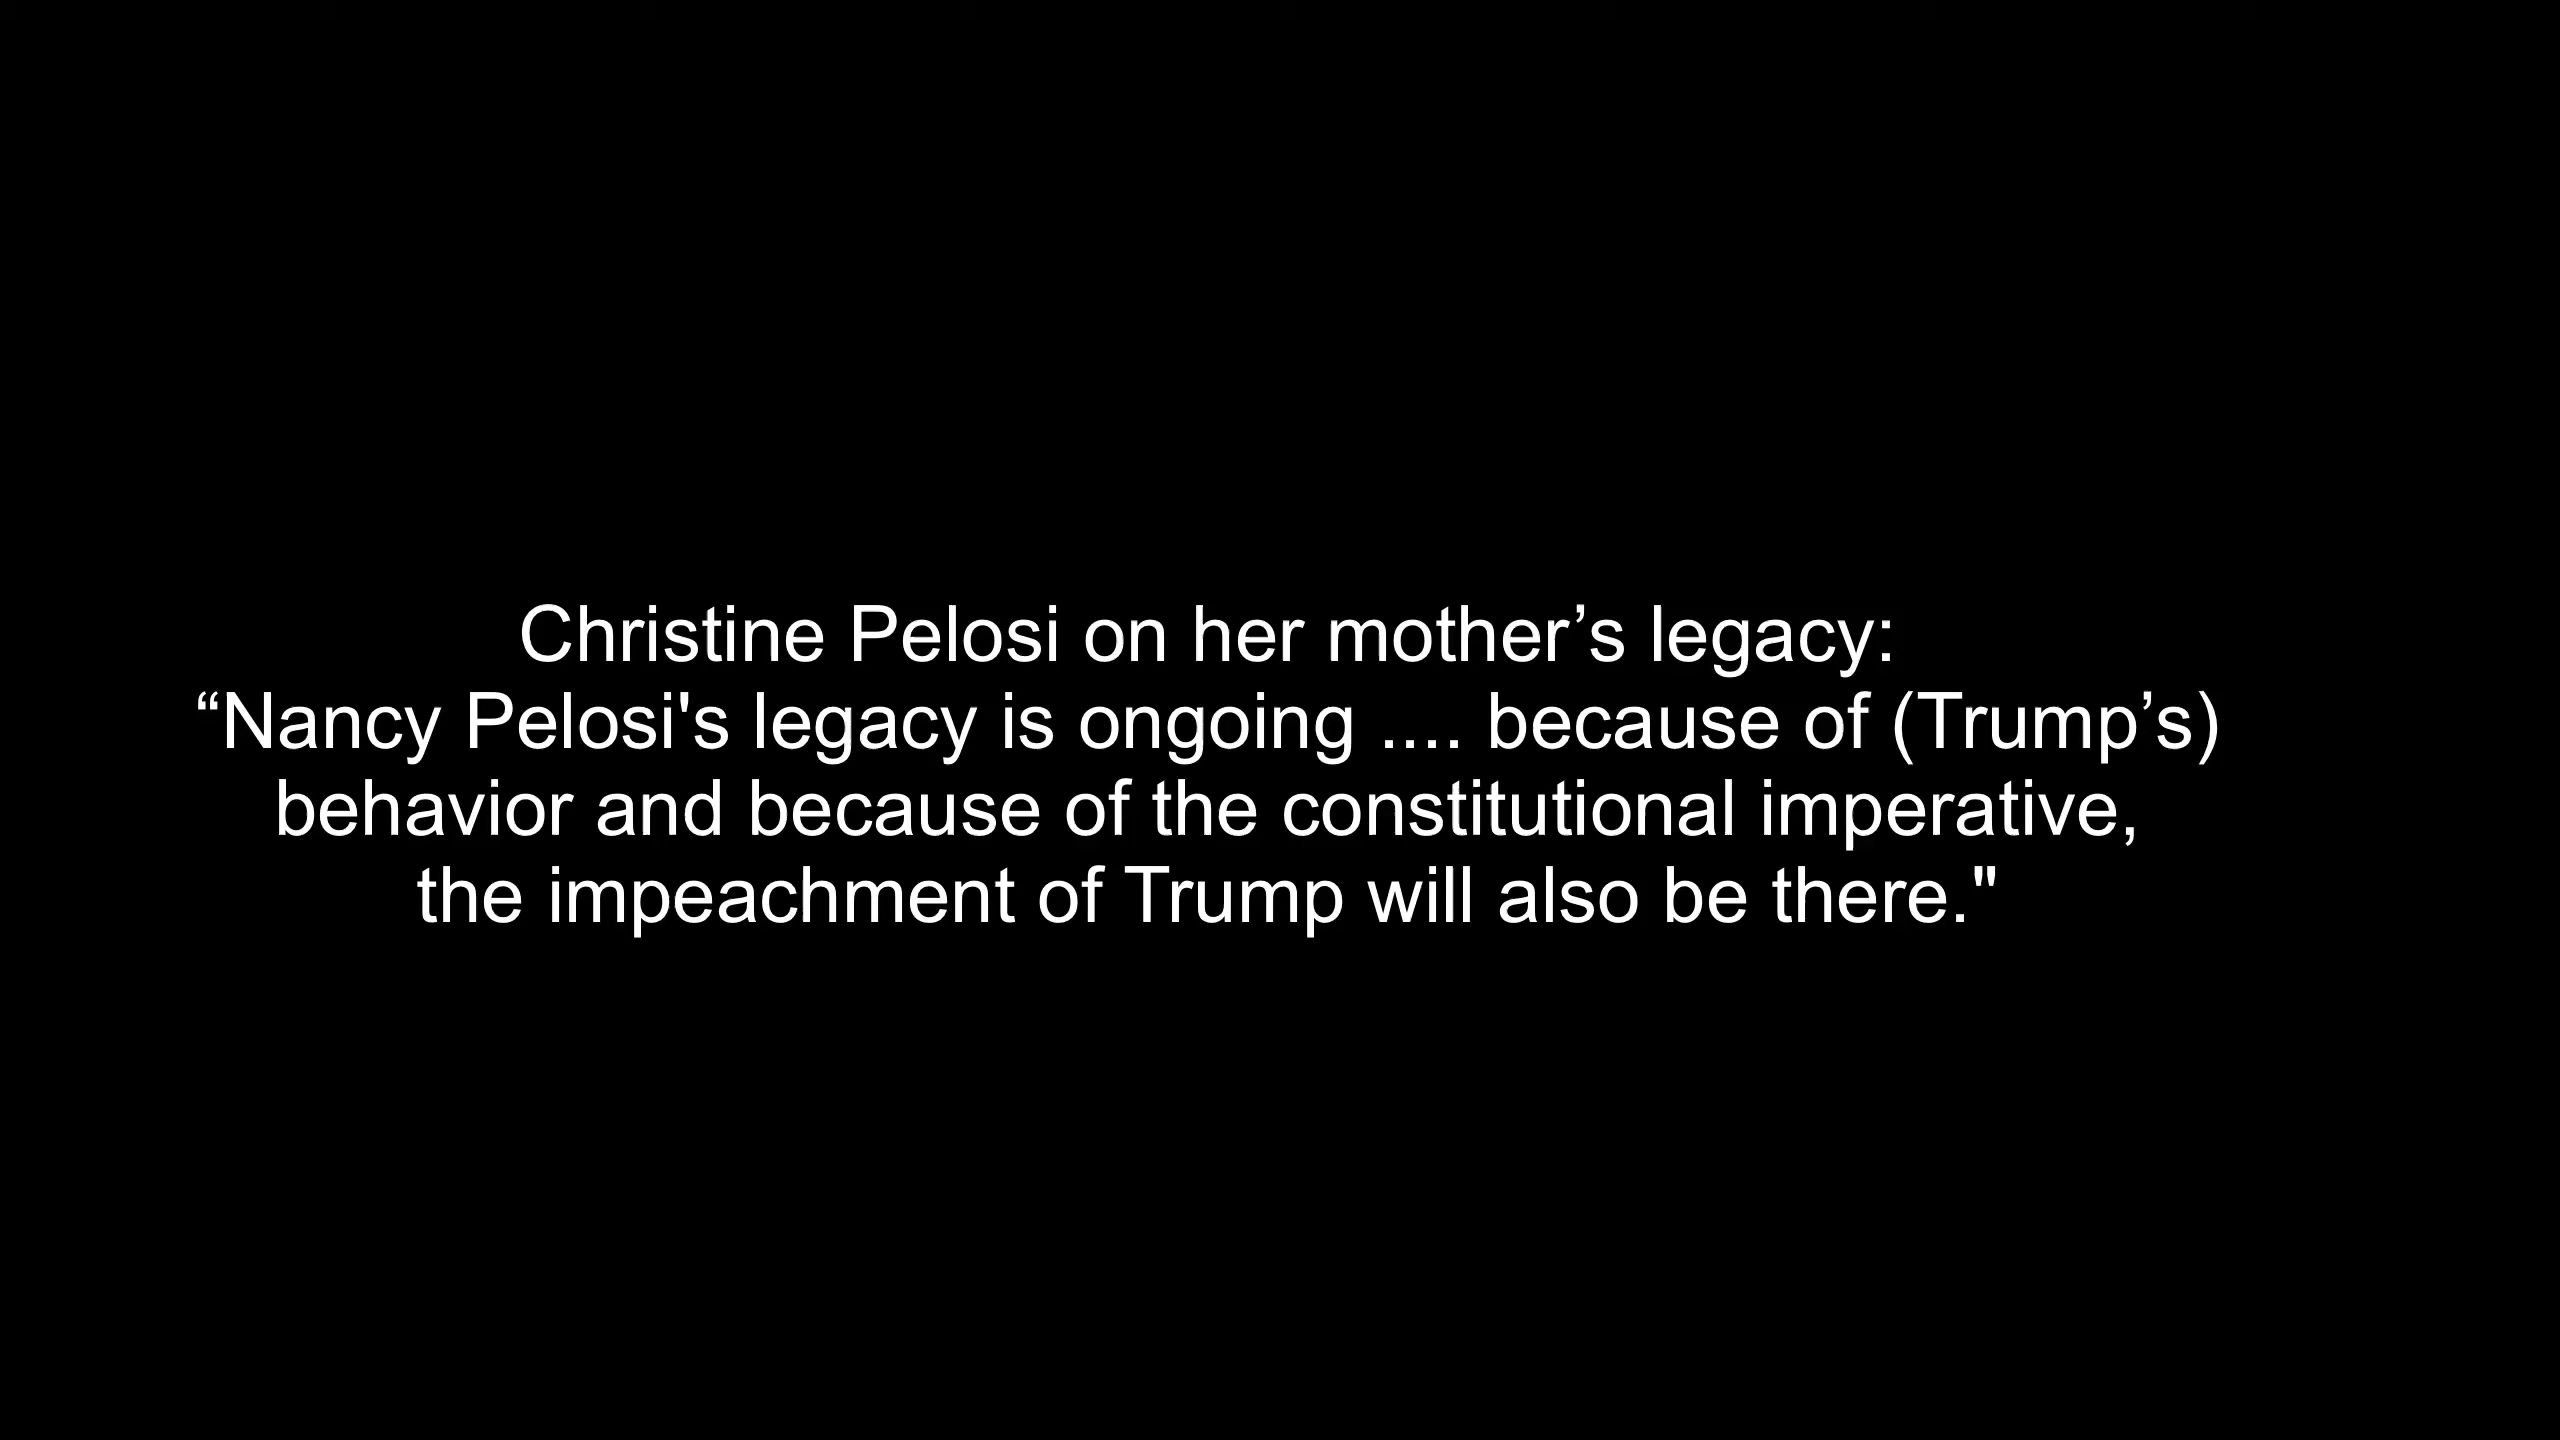 Christine Pelosi on her mother’s legacy:
“Nancy Pelosi's legacy is ongoing .... because of (Trump’s)
behavior and because of the constitutional imperative,
the impeachment of Trump will also be there."